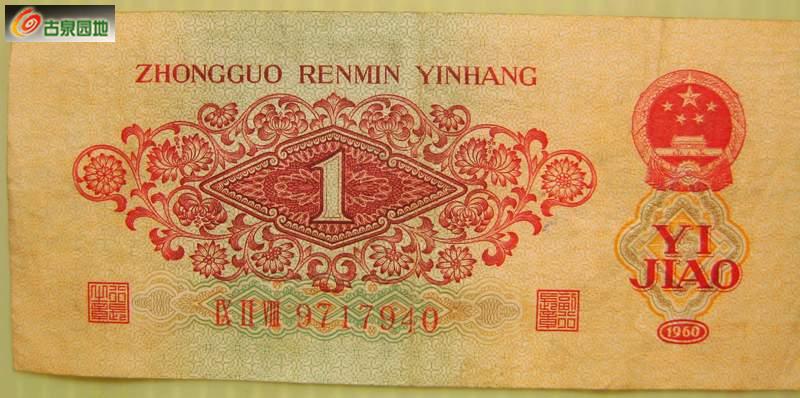 古泉园地
ZHONGGUO RENMIN YINHANG
1
YI
JIAO
IX II VIII 9717940
1960